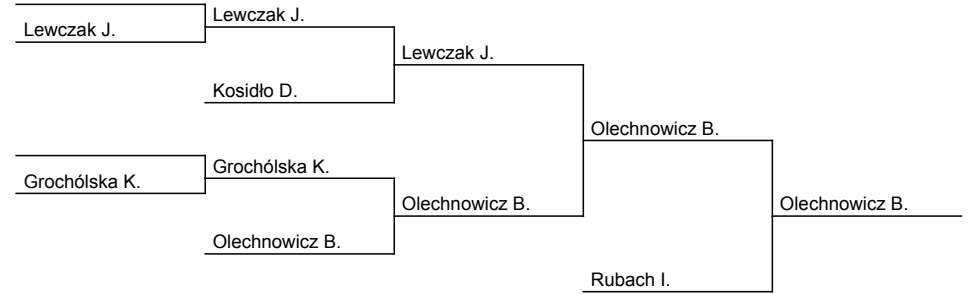 Lewczak J.
Lewczak J.
Lewczak J.
Kosidło D.
Olechnowicz B.
Grochólska K.
Grochólska K.
Olechnowicz B.
Olechnowicz B.
Olechnowicz B.
Rubach I.